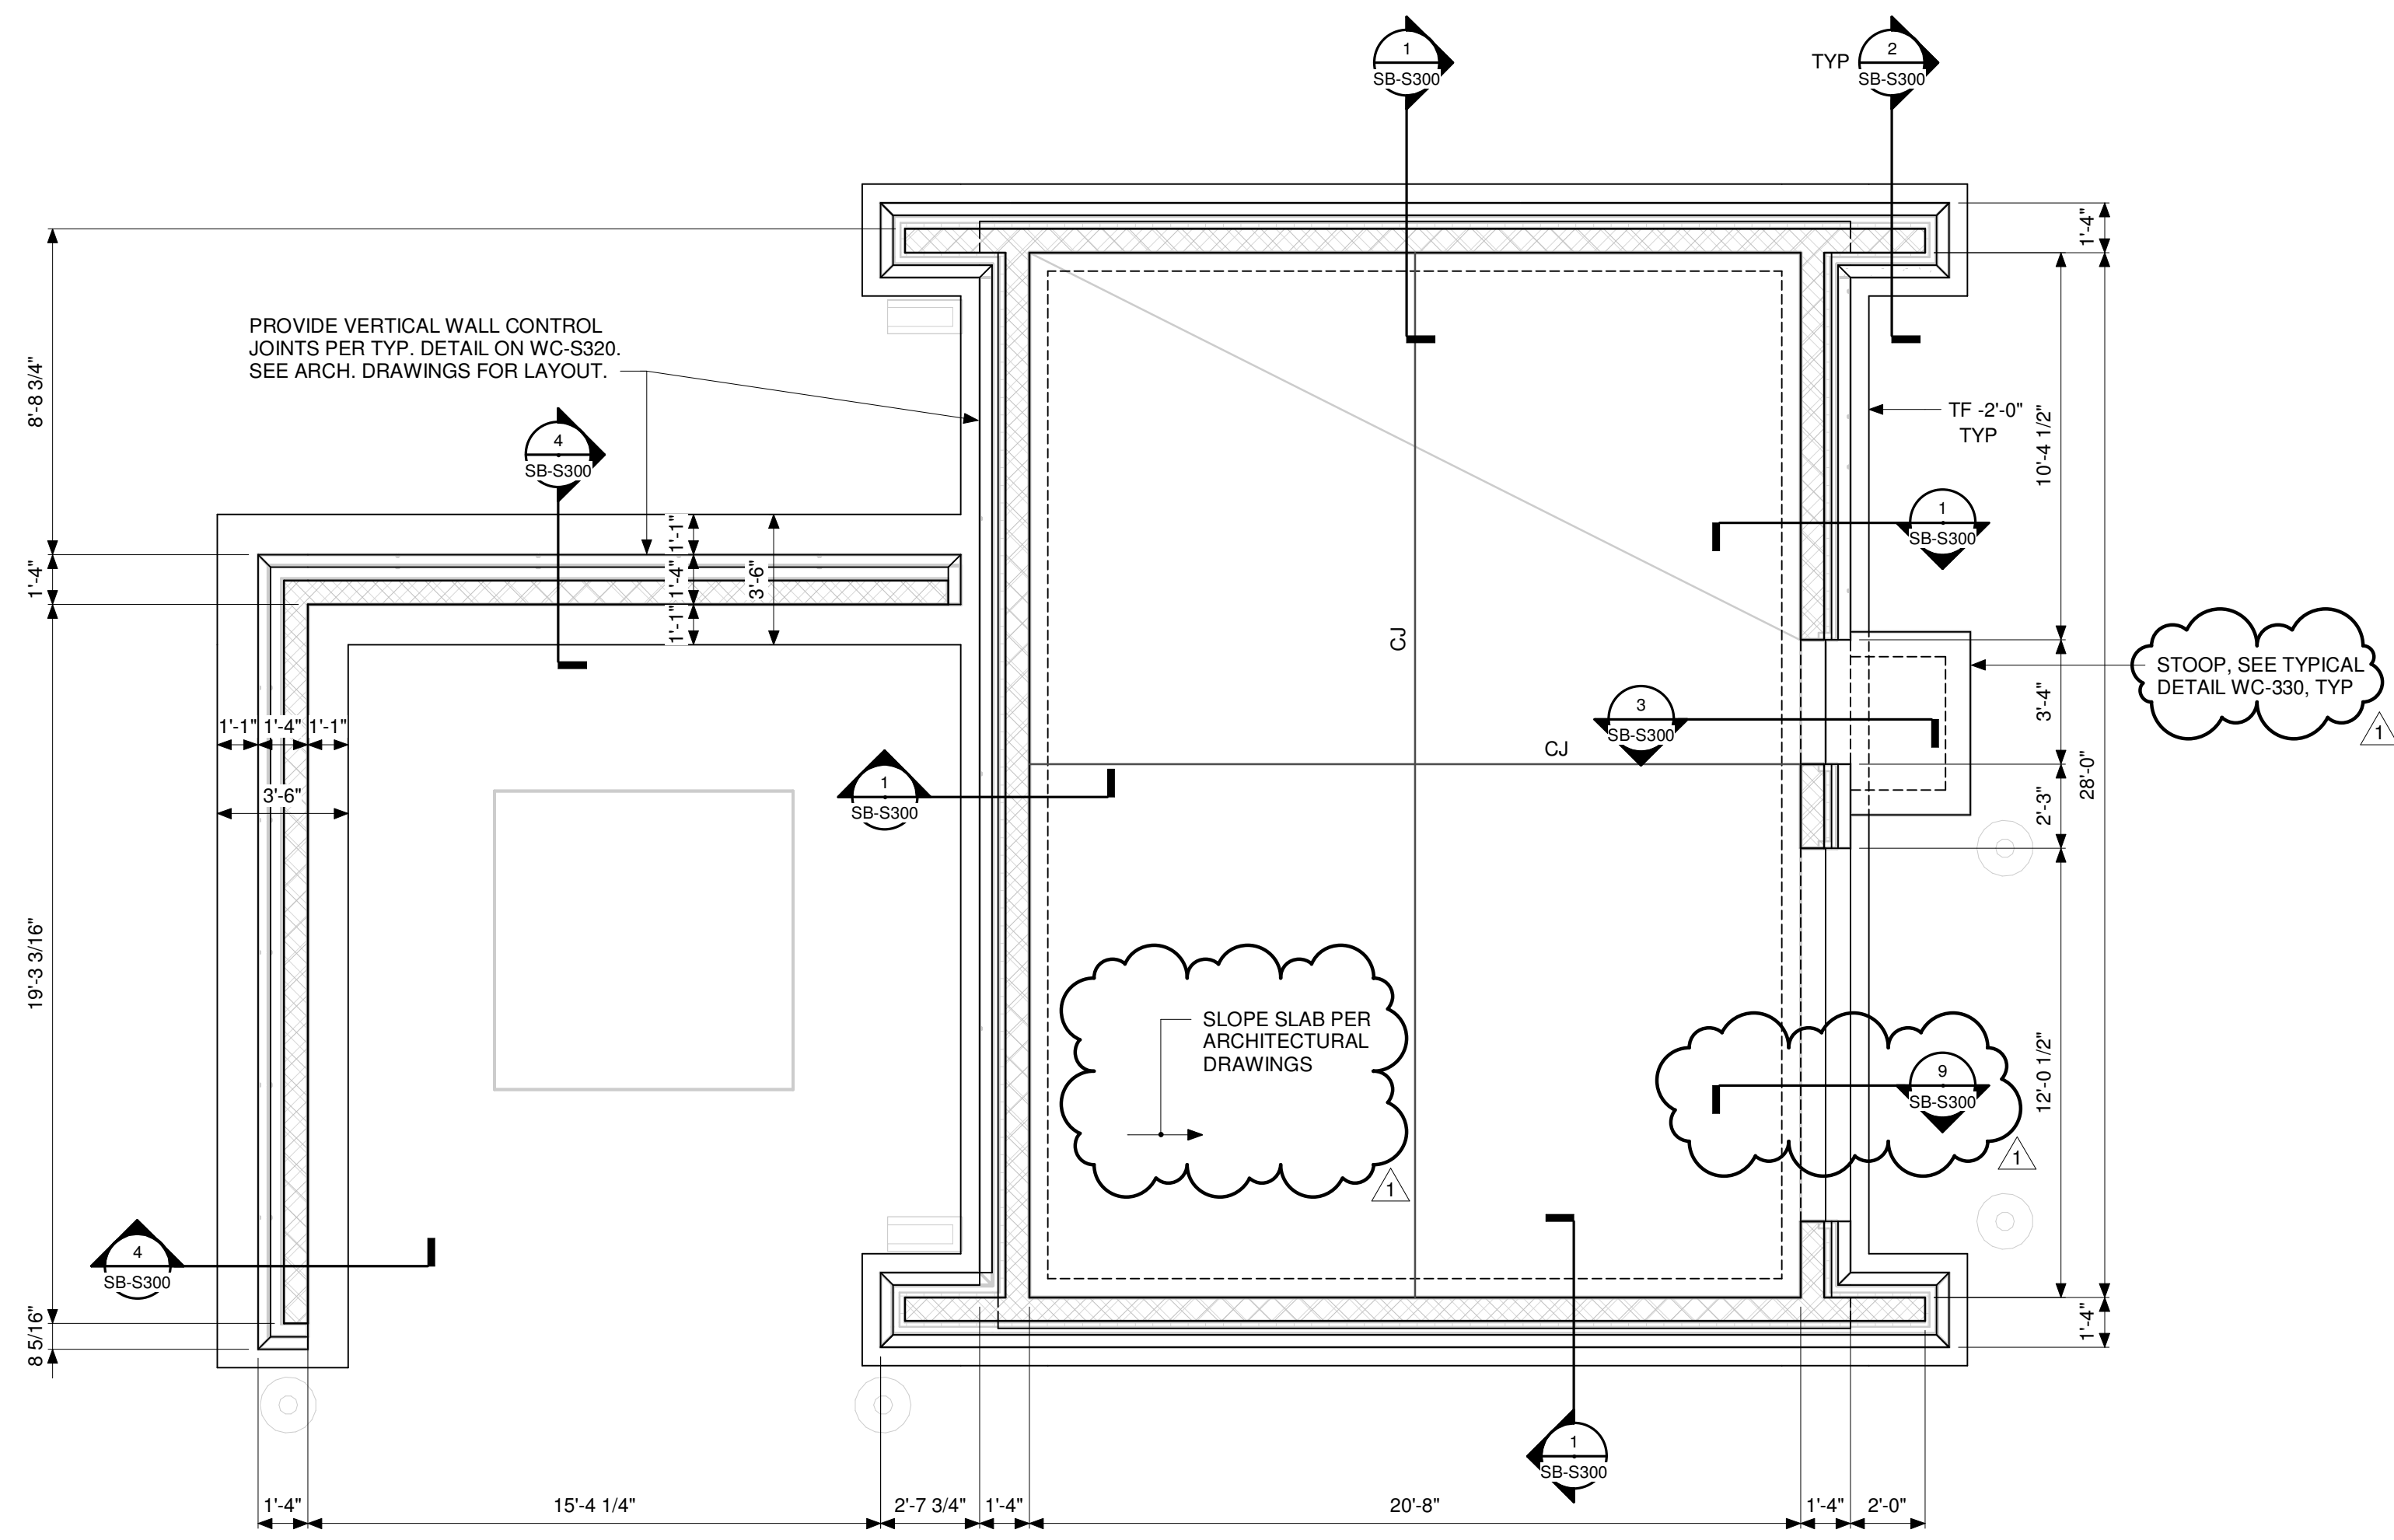 1
SB-S300
TYP
2
SB-S300
1'-4"
PROVIDE VERTICAL WALL CONTROL
JOINTS PER TYP. DETAIL ON WC-S320.
SEE ARCH. DRAWINGS FOR LAYOUT.
8'-8 3/4"
4
SB-S300
TF -2'-0"
TYP
10'-4 1/2"
1
SB-S300
1'-1"
1'-4"
1'-4"
3'-6"
1'-1"
CJ
STOOP, SEE TYPICAL
DETAIL WC-330, TYP
1
3'-4"
3
SB-S300
1'-1"
1'-4"
1'-1"
CJ
28'-0"
3'-6"
1
SB-S300
2'-3"
19'-3 3/16"
SLOPE SLAB PER
ARCHITECTURAL
DRAWINGS
1
9
SB-S300
1
12'-0 1/2"
4
SB-S300
8 5/16"
1'-4"
1
SB-S300
1'-4"
15'-4 1/4"
2'-7 3/4"
1'-4"
20'-8"
1'-4"
2'-0"